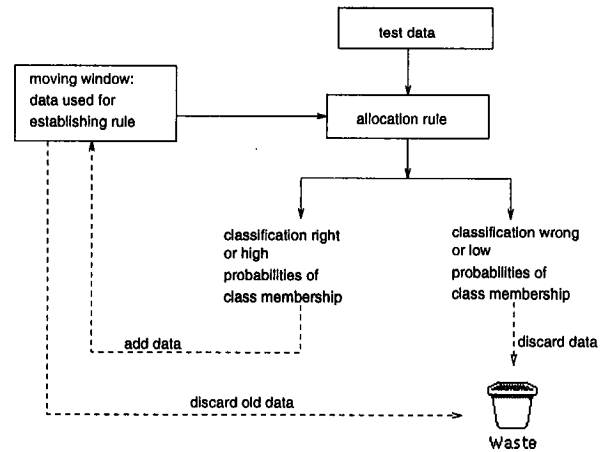 test data
moving window:
data used for
establishing rule
allocation rule
classification right
or high
probabilities of
class membership
classification wrong
or low
probabilities of
class membership
add data
discard data
discard old data
Waste